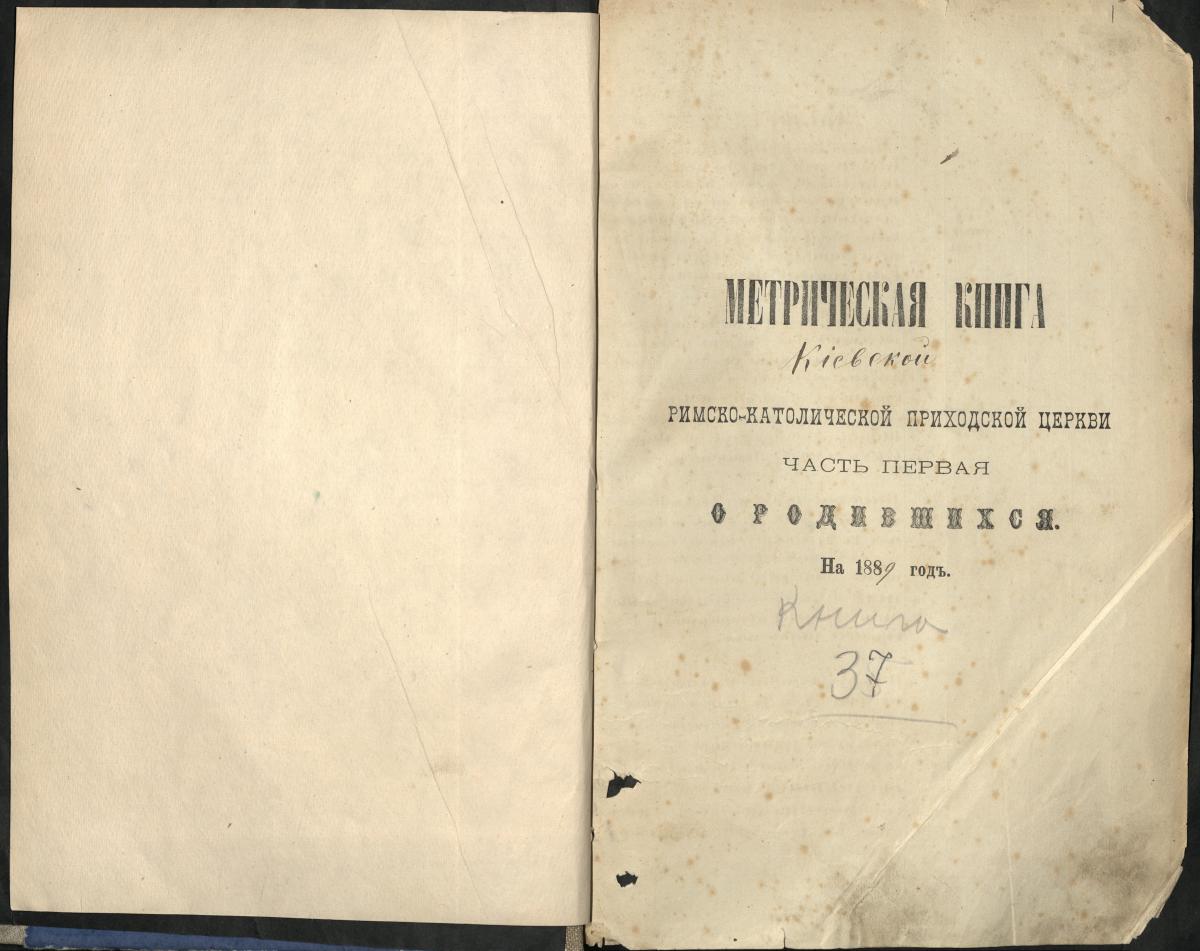 МЕТРИЧЕСКАЯ КНИГА
Кіевской
РИМСКО-КАТОЛИЧЕСКОЙ ПРИХОДСКОЙ ЦЕРКВИ
ЧАСТЬ ПЕРВАЯ
О РОДИВШИХСЯ.
На 1889 годъ.
Книга
37